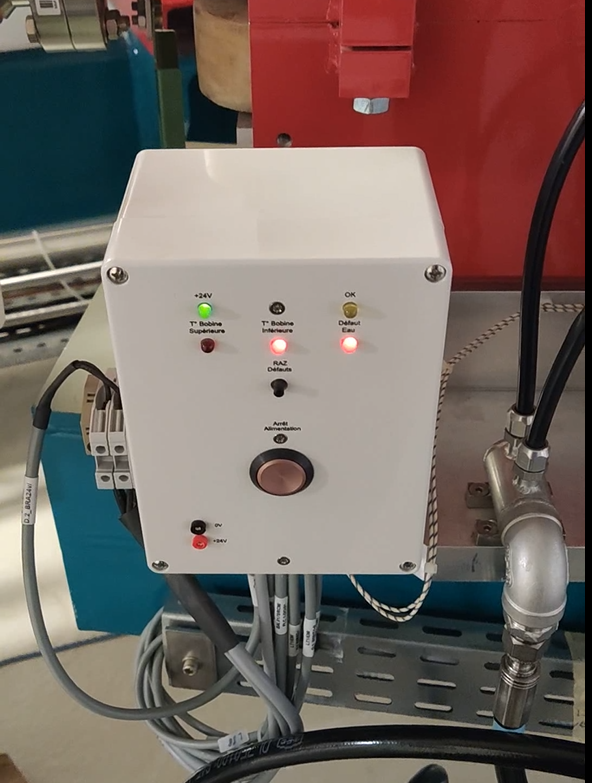 +24V
OK
T° Bobine
Supérieure
T° Bobine
Inférieure
Défaut
Eau
RAZ
Défauts
Arrêt
Alimentation
0V
+24V